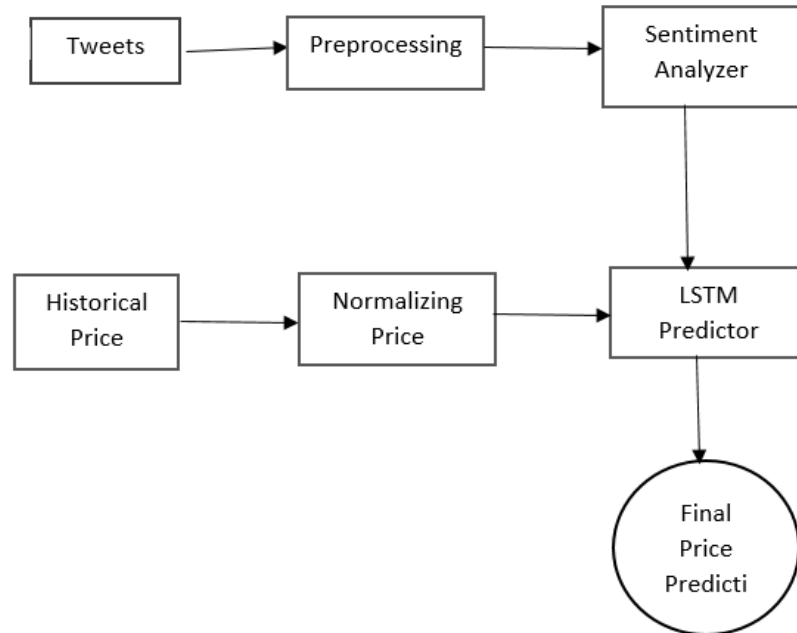 Tweets
Preprocessing
Sentiment
Analyzer
Historical
Price
Normalizing
Price
LSTM
Predictor
Final
Price
Predicti